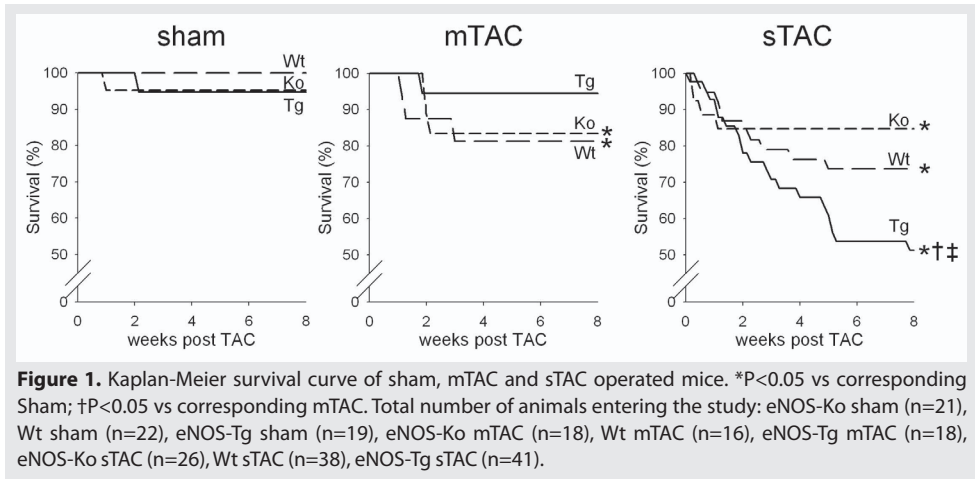 sham
mTAC
sTAC
100
90
80
70
60
50
0
Survival (%)
Wt
Ko
Tg
0 2 4 6 8
weeks post TAC
100
90
80
70
60
50
0
Survival (%)
Tg
Ko *
Wt *
0 2 4 6 8
weeks post TAC
100
90
80
70
60
50
0
Survival (%)
Ko *
Wt *
Tg
*†‡
0 2 4 6 8
weeks post TAC
Figure 1. Kaplan-Meier survival curve of sham, mTAC and sTAC operated mice. *P<0.05 vs corresponding
Sham; †P<0.05 vs corresponding mTAC. Total number of animals entering the study: eNOS-Ko sham (n=21),
Wt sham (n=22), eNOS-Tg sham (n=19), eNOS-Ko mTAC (n=18), Wt mTAC (n=16), eNOS-Tg mTAC (n=18),
eNOS-Ko sTAC (n=26), Wt sTAC (n=38), eNOS-Tg sTAC (n=41).